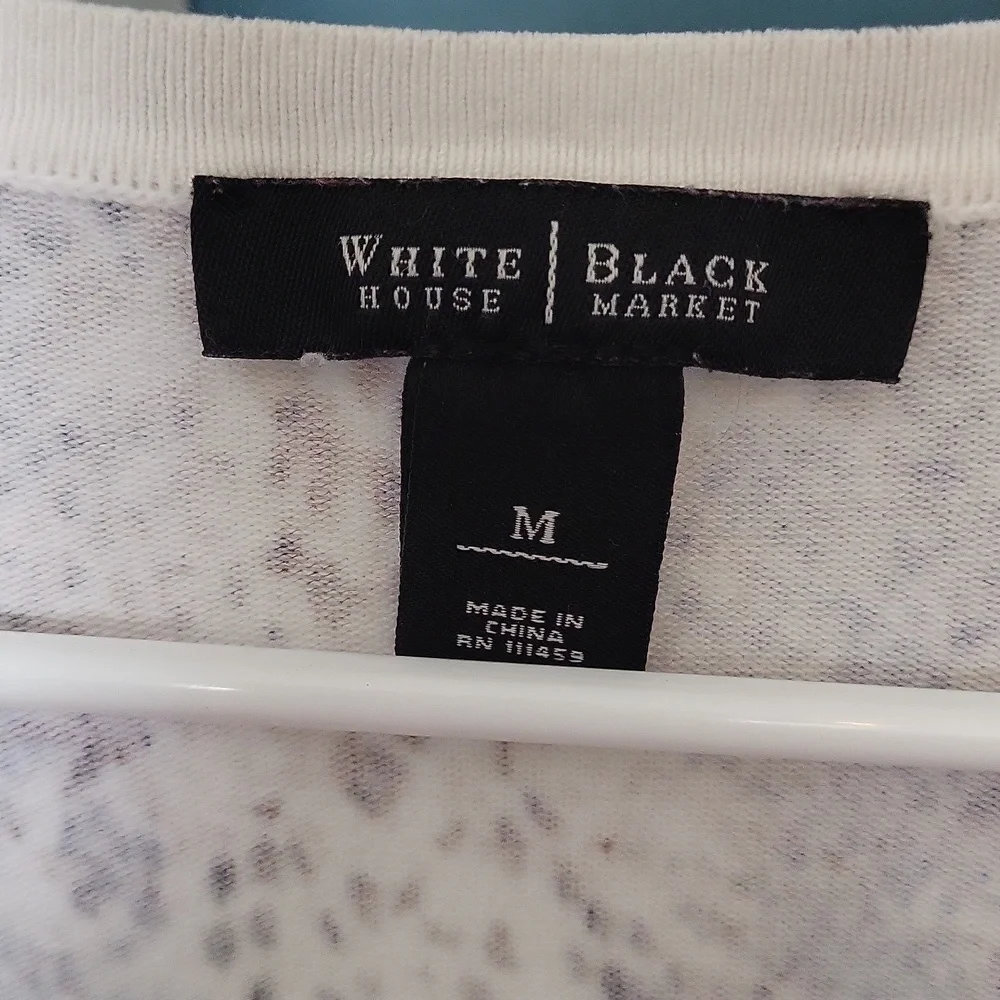 WHITE HOUSE | BLACK MARKET
M
MADE IN
CHINA
RN 111459